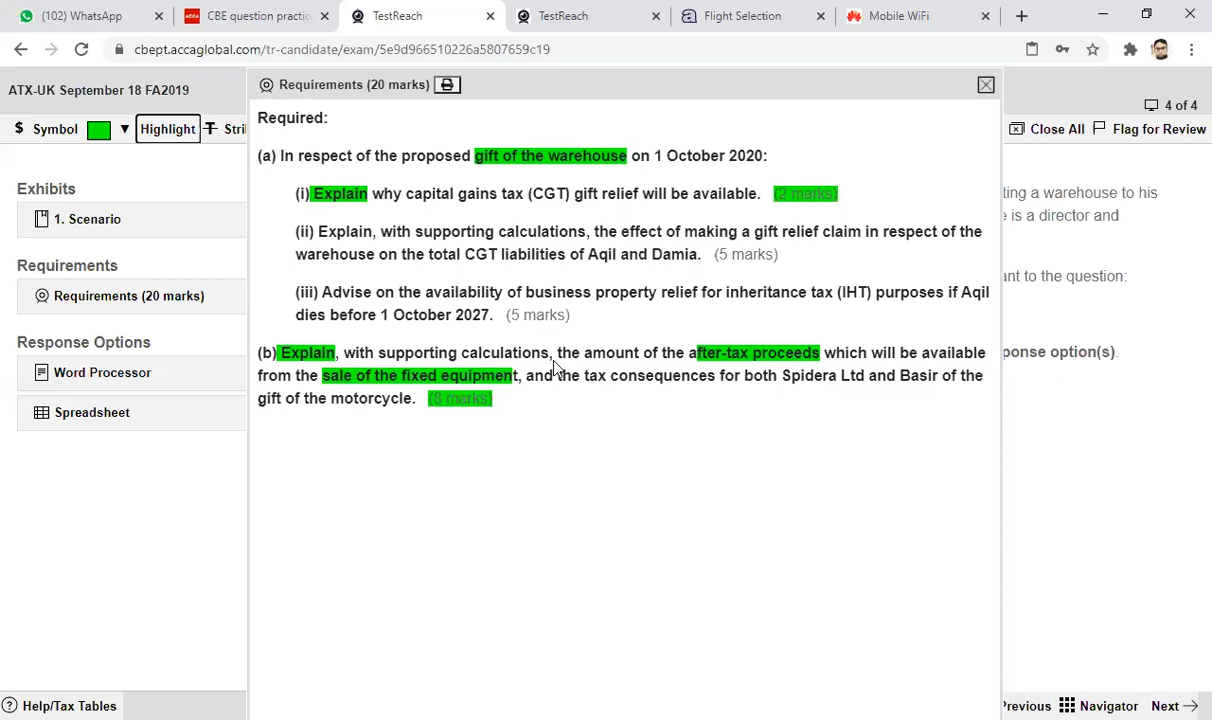 (102) WhatsApp
acca CBE question practic
TestReach
TestReach
Flight Selection
Mobile WiFi
cbept.accaglobal.com/tr-candidate/exam/5e9d966510226a5807659c19
ATX-UK September 18 FA2019
4 of 4
$ Symbol
Highlight
Stri
Close All
Flag for Review
Exhibits
1. Scenario
Requirements
Requirements (20 marks)
Response Options
Word Processor
Spreadsheet
Requirements (20 marks)
Required:
(a) In respect of the proposed gift of the warehouse on 1 October 2020:
(i) Explain why capital gains tax (CGT) gift relief will be available. (2 marks)
(ii) Explain, with supporting calculations, the effect of making a gift relief claim in respect of the
warehouse on the total CGT liabilities of Aqil and Damia. (5 marks)
(iii) Advise on the availability of business property relief for inheritance tax (IHT) purposes if Aqil
dies before 1 October 2027. (5 marks)
(b) Explain, with supporting calculations, the amount of the after-tax proceeds which will be available
from the sale of the fixed equipment, and the tax consequences for both Spidera Ltd and Basir of the
gift of the motorcycle. (8 marks)
ting a warehouse to his
e is a director and
ant to the question:
ponse option(s).
Help/Tax Tables
Previous
Navigator
Next